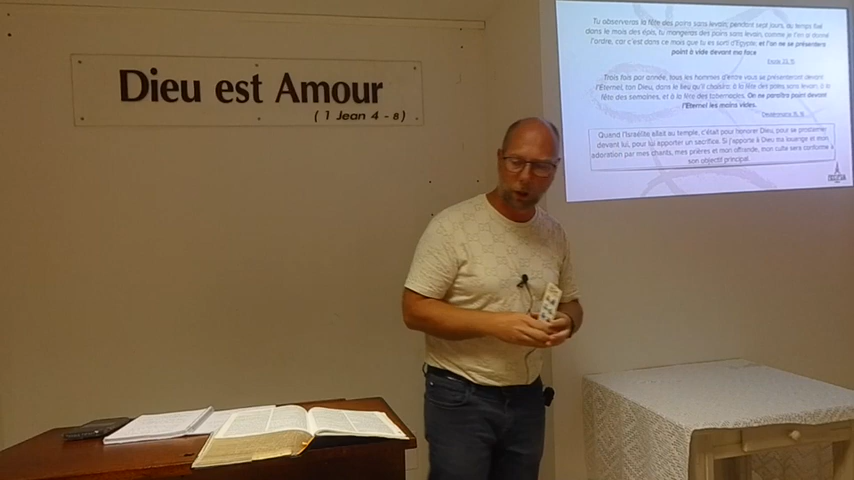 Dieu est Amour
( 1 Jean 4 - 8 )
Tu observeras la fête des pains sans levain; pendant sept jours, au temps fixé
dans le mois des épis, tu mangeras des pains sans levain, comme je t'en ai donné
l'ordre, car c'est dans ce mois que tu es sorti d'Égypte; et l'on ne se présentera
point à vide devant ma face
Trois fois par année, tous les hommes d'entre vous se présenteront devant
l'Éternel, ton Dieu, dans le lieu qu'il choisira: à la fête des pains sans levain, à la
fête des semaines, et à la fête des tabernacles. On ne paraîtra point devant
l'Éternel les mains vides.
Quand l'Israélite allait au temple, c'était pour honorer Dieu, pour se prosterner
devant lui, pour lui apporter un sacrifice. Si j'apporte à Dieu ma louange et mon
adoration par mes chants, mes prières et mon offrande, mon culte sera conforme à
son objectif principal.